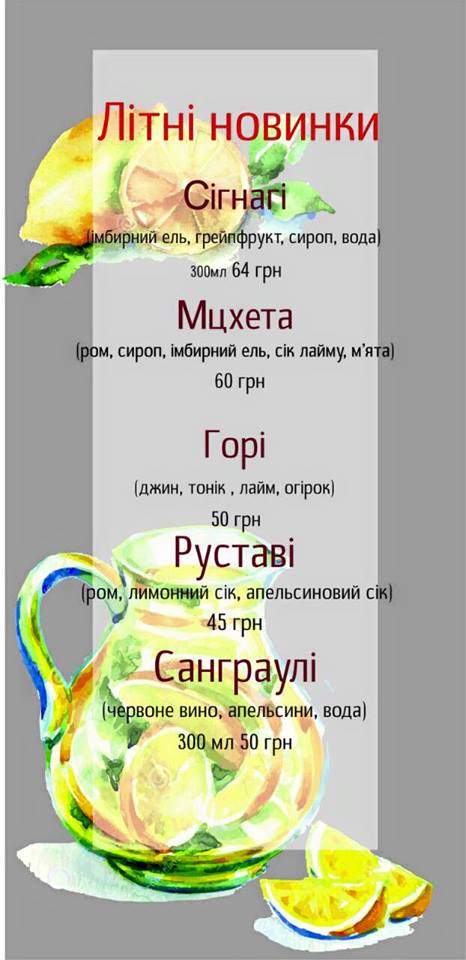 Літні новинки
Сігнагі
(імбирний ель, грейпфрукт, сироп, вода)
300мл 64 грн
Мцхета
(ром, сироп, імбирний ель, сік лайму, м'ята)
60 грн
Горі
(джин, тонік , лайм, огірок)
50 грн
Руставі
(ром, лимонний сік, апельсиновий сік)
45 грн
Санграулі
(червоне вино, апельсини, вода)
300 мл 50 грн